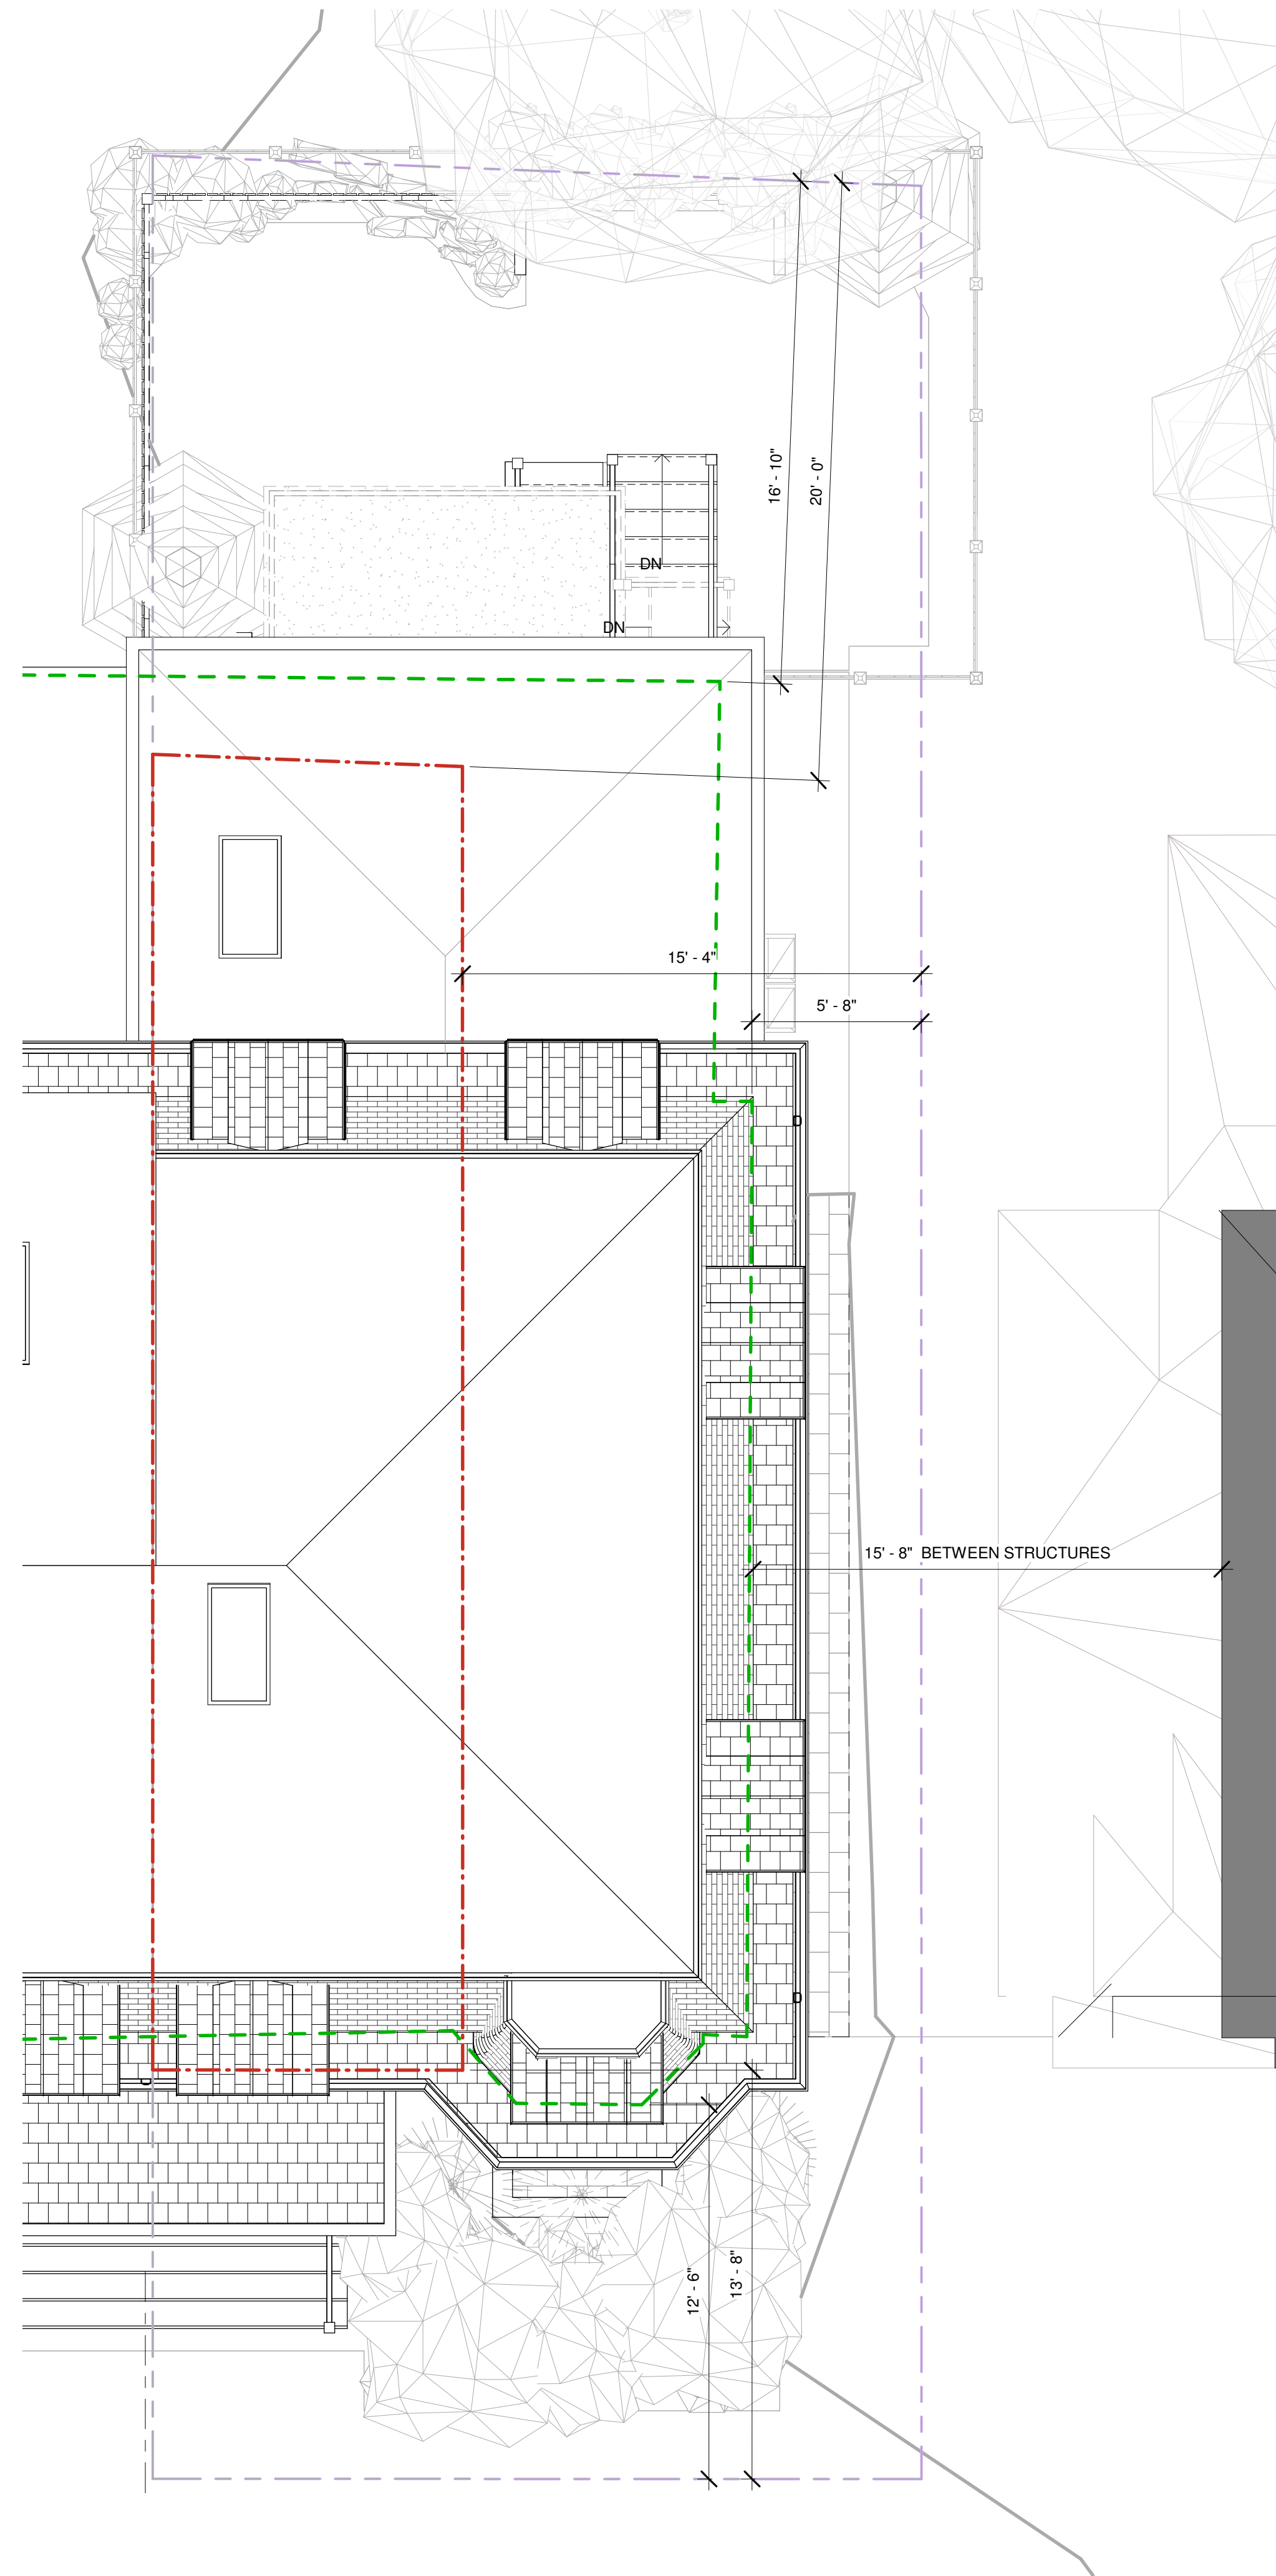 16' - 10"
20' - 0"
DN
DN
15' - 4"
5' - 8"
15' - 8" BETWEEN STRUCTURES
12' - 6"
13' - 8"